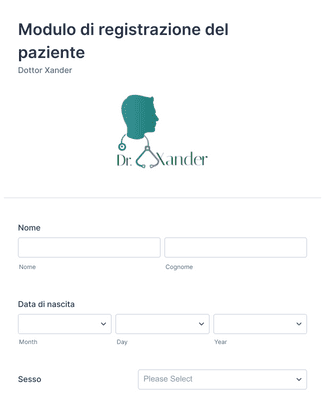 Modulo di registrazione del
paziente
Dottor Xander
Dr. Xander
Nome
Nome Cognome
Data di nascita
Month Day Year
Sesso Please Select